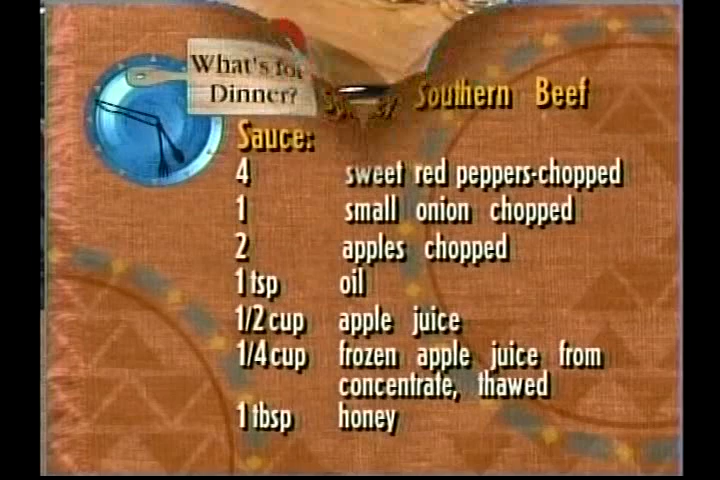 What's for
Dinner?
Southern Beef
Sauce:
4 sweet red peppers-chopped
1 small onion chopped
2 apples chopped
1 tsp oil
1/2 cup apple juice
1/4 cup frozen apple juice from
concentrate, thawed
1 tbsp honey